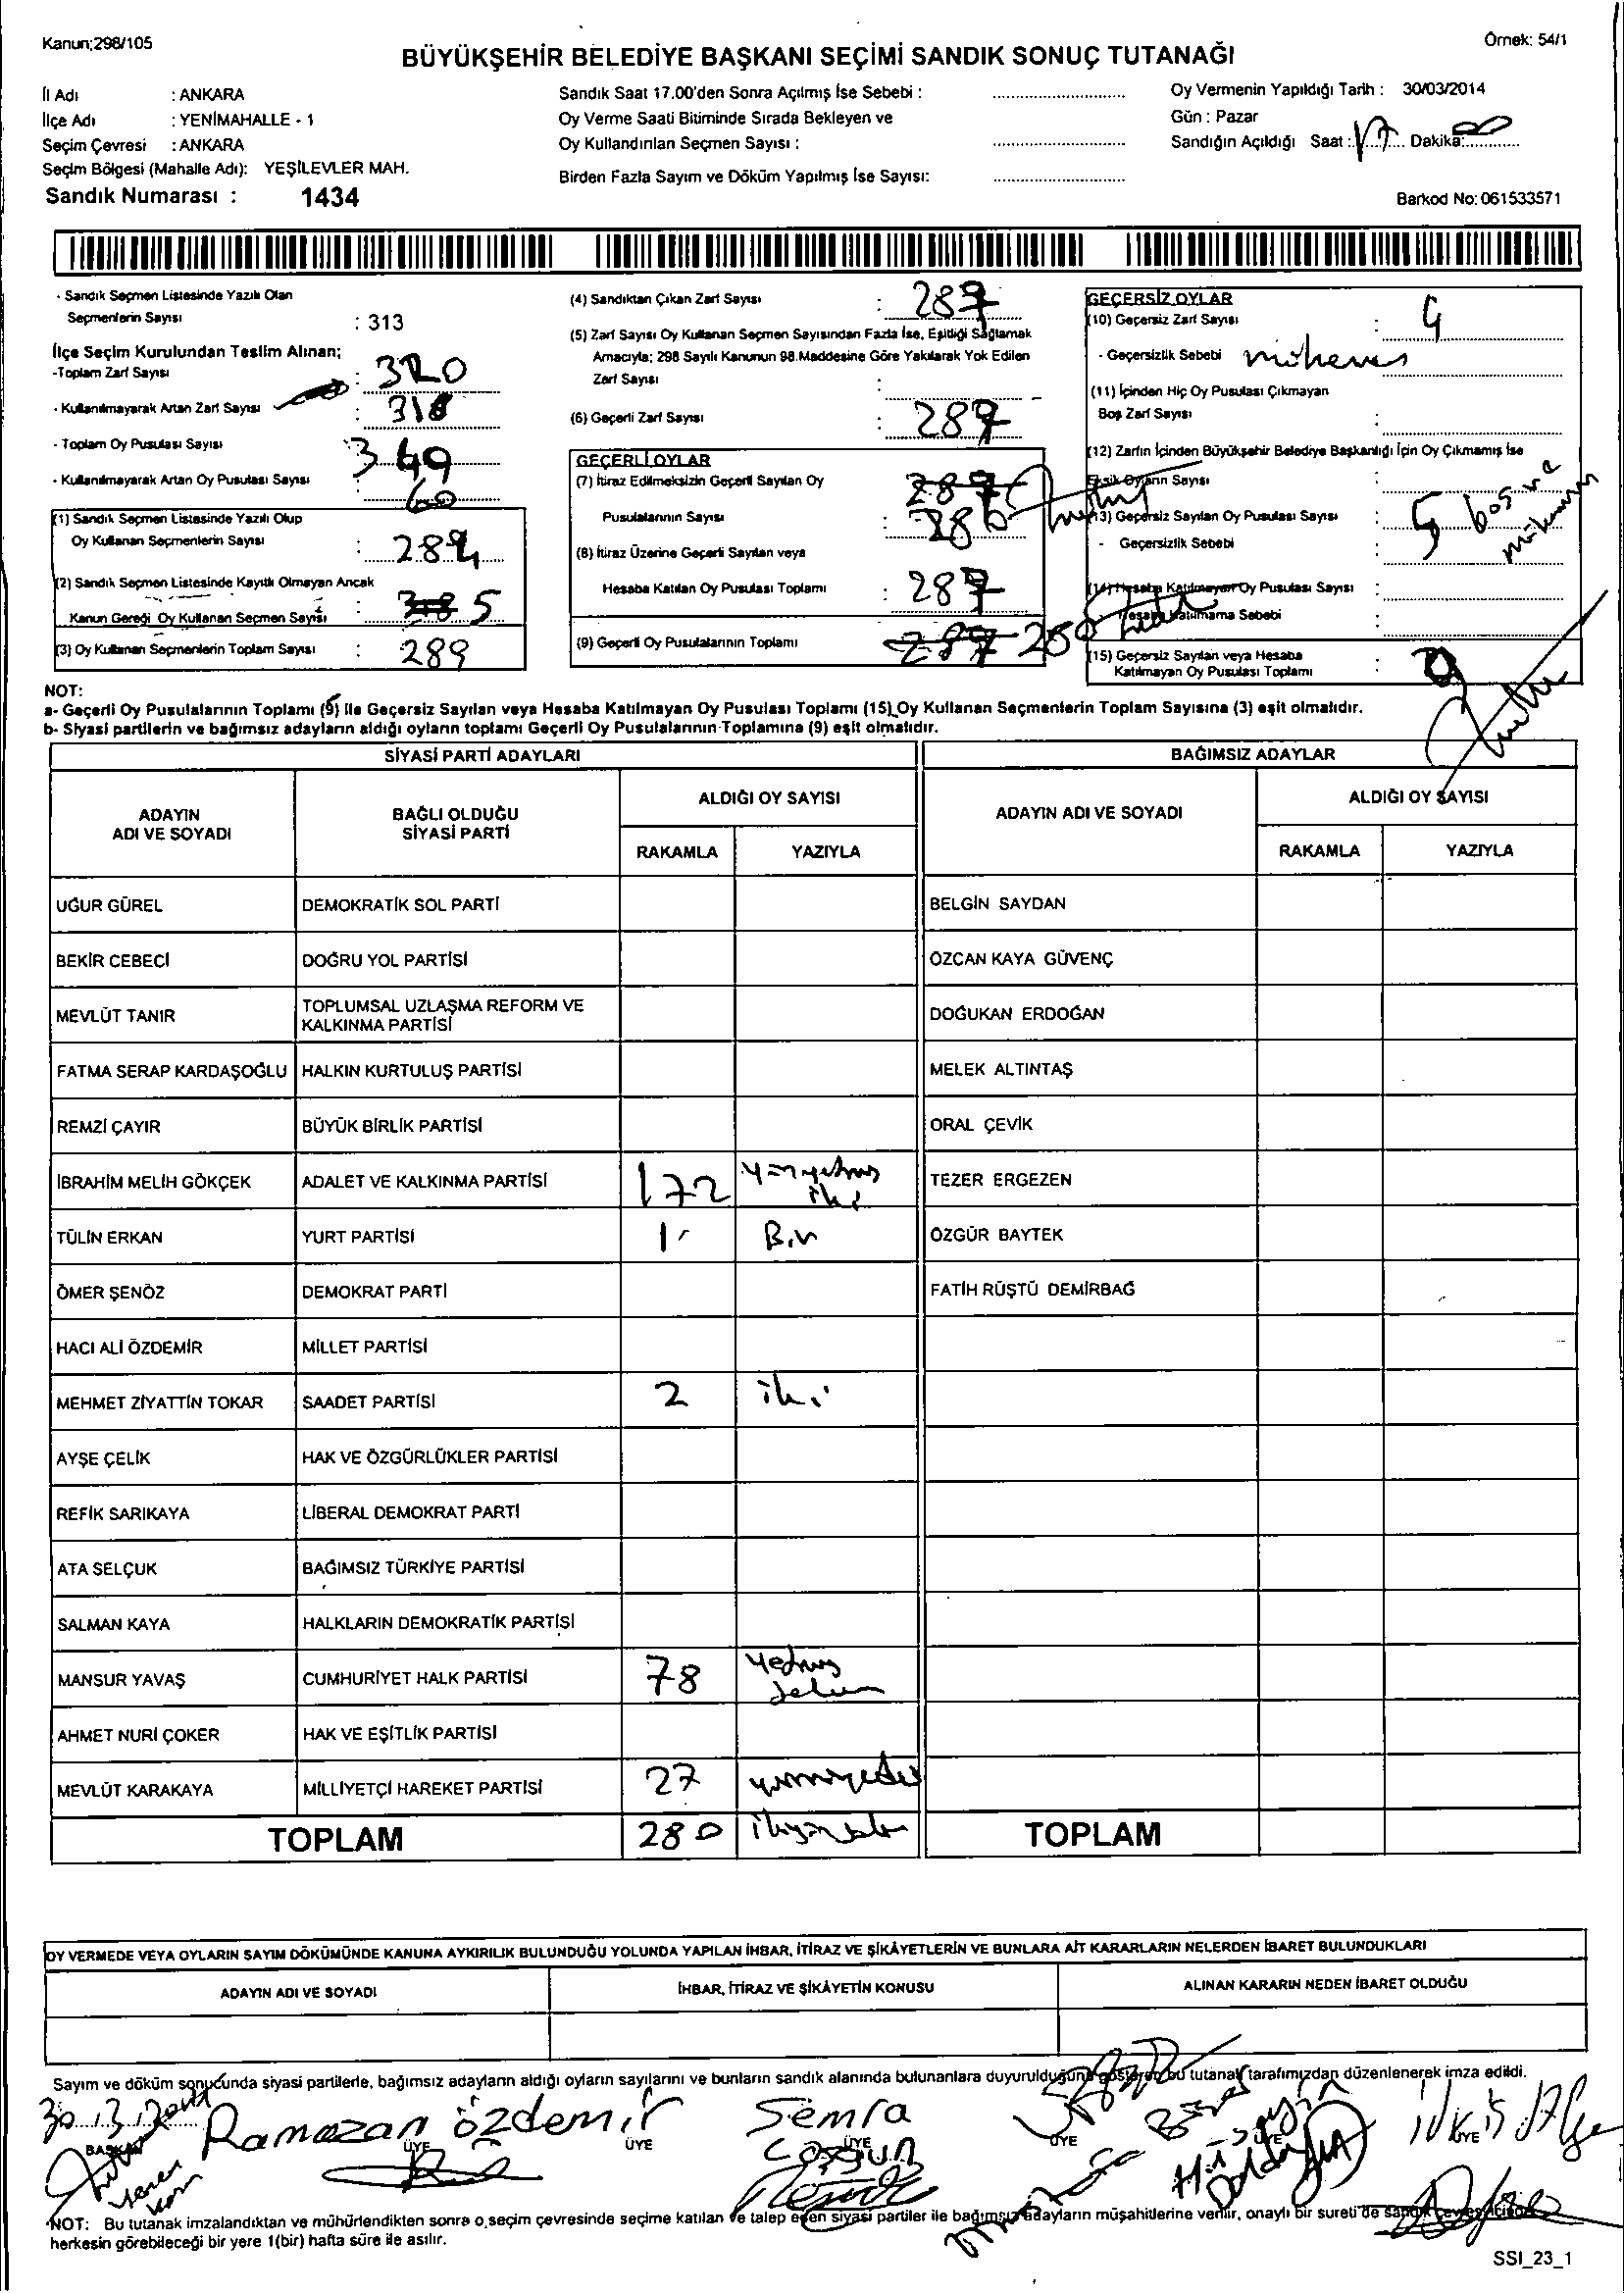 Kanun;298/105
Örnek: 54/1
BÜYÜKŞEHİR BELEDİYE BAŞKANI SEÇİMİ SANDIK SONUÇ TUTANAĞI
İl Adı : ANKARA
İlçe Adı : YENİMAHALLE - 1
Seçim Çevresi : ANKARA
Seçim Bölgesi (Mahalle Adı): YEŞİLEVLER MAH.
Sandık Numarası : 1434
Sandık Saat 17.00'den Sonra Açılmış İse Sebebi :
Oy Verme Saati Bitiminde Sırada Bekleyen ve
Oy Kullandırılan Seçmen Sayısı :
Birden Fazla Sayım ve Döküm Yapılmış İse Sayısı:
Oy Vermenin Yapıldığı Tarih : 30/03/2014
Gün : Pazar
Sandığın Açıldığı Saat : 17 Dakika:
Barkod No: 061533571
- Sandık Seçmen Listesinde Yazılı Olan
Seçmenlerin Sayısı : 313
İlçe Seçim Kurulundan Teslim Alınan;
-Toplam Zarf Sayısı : 320
- Kullanılmayarak Artan Zarf Sayısı : 318
- Toplam Oy Pusulası Sayısı : 349
- Kullanılmayarak Artan Oy Pusulası Sayısı : 60
(1) Sandık Seçmen Listesinde Yazılı Olup
Oy Kullanan Seçmenlerin Sayısı : 284
(2) Sandık Seçmen Listesinde Kayıtlı Olmayan Ancak
Kanun Gereği Oy Kullanan Seçmen Sayısı : 5
(3) Oy Kullanan Seçmenlerin Toplam Sayısı : 289
(4) Sandıktan Çıkan Zarf Sayısı : 287
(5) Zarf Sayısı Oy Kullanan Seçmen Sayısından Fazla İse, Eşitliği Sağlamak
Amacıyla; 298 Sayılı Kanunun 98.Maddesine Göre Yakılarak Yok Edilen
Zarf Sayısı :
(6) Geçerli Zarf Sayısı : 287
GEÇERLİ OYLAR
(7) İtiraz Edilmeksizin Geçerli Sayılan Oy 287
Pusulalarının Sayısı : 280
(8) İtiraz Üzerine Geçerli Sayılan veya
Hesaba Katılan Oy Pusulası Toplamı : 287
(9) Geçerli Oy Pusulalarının Toplamı 287 280
GEÇERSİZ OYLAR
(10) Geçersiz Zarf Sayısı : 4
- Geçersizlik Sebebi
(11) İçinden Hiç Oy Pusulası Çıkmayan
Boş Zarf Sayısı :
(12) Zarfın İçinden Büyükşehir Belediye Başkanlığı İçin Oy Çıkmamış İse
Eksik Oyların Sayısı :
(13) Geçersiz Sayılan Oy Pusulası Sayısı : 5 boş ve
- Geçersizlik Sebebi :
(14) Hesaba Katılmayan Oy Pusulası Sayısı :
Hesaba Katılmama Sebebi
(15) Geçersiz Sayılan veya Hesaba
Katılmayan Oy Pusulası Toplamı : 9
NOT:
a- Geçerli Oy Pusulalarının Toplamı (9) ile Geçersiz Sayılan veya Hesaba Katılmayan Oy Pusulası Toplamı (15) Oy Kullanan Seçmenlerin Toplam Sayısına (3) eşit olmalıdır.
b- Siyasi partilerin ve bağımsız adayların aldığı oyların toplamı Geçerli Oy Pusulalarının Toplamına (9) eşit olmalıdır.
SİYASİ PARTİ ADAYLARI
BAĞIMSIZ ADAYLAR
ADAYIN
ADI VE SOYADI
BAĞLI OLDUĞU
SİYASİ PARTİ
ALDIĞI OY SAYISI
RAKAMLA YAZIYLA
ADAYIN ADI VE SOYADI
ALDIĞI OY SAYISI
RAKAMLA YAZIYLA
UĞUR GÜREL DEMOKRATİK SOL PARTİ BELGİN SAYDAN
BEKİR CEBECİ DOĞRU YOL PARTİSİ ÖZCAN KAYA GÜVENÇ
MEVLÜT TANIR TOPLUMSAL UZLAŞMA REFORM VE
KALKINMA PARTİSİ DOĞUKAN ERDOĞAN
FATMA SERAP KARDAŞOĞLU HALKIN KURTULUŞ PARTİSİ MELEK ALTINTAŞ
REMZİ ÇAYIR BÜYÜK BİRLİK PARTİSİ ORAL ÇEVİK
İBRAHİM MELİH GÖKÇEK ADALET VE KALKINMA PARTİSİ 172 yüzyetmiş iki TEZER ERGEZEN
TÜLİN ERKAN YURT PARTİSİ 1 Bir ÖZGÜR BAYTEK
ÖMER ŞENÖZ DEMOKRAT PARTİ FATİH RÜŞTÜ DEMİRBAĞ
HACI ALİ ÖZDEMİR MİLLET PARTİSİ
MEHMET ZİYATTİN TOKAR SAADET PARTİSİ 2 iki
AYŞE ÇELİK HAK VE ÖZGÜRLÜKLER PARTİSİ
REFİK SARIKAYA LİBERAL DEMOKRAT PARTİ
ATA SELÇUK BAĞIMSIZ TÜRKİYE PARTİSİ
SALMAN KAYA HALKLARIN DEMOKRATİK PARTİSİ
MANSUR YAVAŞ CUMHURİYET HALK PARTİSİ 78 yetmiş sekiz
AHMET NURİ ÇOKER HAK VE EŞİTLİK PARTİSİ
MEVLÜT KARAKAYA MİLLİYETÇİ HAREKET PARTİSİ 27 yirmiyedi
TOPLAM 280 ikiyüzseksen TOPLAM
OY VERMEDE VEYA OYLARIN SAYIM DÖKÜMÜNDE KANUNA AYKIRILIK BULUNDUĞU YOLUNDA YAPILAN İHBAR, İTİRAZ VE ŞİKÂYETLERİN VE BUNLARA AİT KARARLARIN NELERDEN İBARET BULUNDUKLARI
ADAYIN ADI VE SOYADI İHBAR, İTİRAZ VE ŞİKÂYETİN KONUSU ALINAN KARARIN NEDEN İBARET OLDUĞU
Sayım ve döküm sonucunda siyasi partilerle, bağımsız adayların aldığı oyların sayılarını ve bunların sandık alanında bulunanlara duyurulduğunu gösteren bu tutanak tarafımızdan düzenlenerek imza edildi.
30.3.2014 Ramazan özdemir Semra Coşgun
BAŞKAN ÜYE ÜYE ÜYE ÜYE ÜYE ÜYE
NOT: Bu tutanak imzalandıktan ve mühürlendikten sonra o seçim çevresinde seçime katılan ve talep eden siyasi partiler ile bağımsız adayların müşahitlerine verilir, onaylı bir sureti de sandık çevresinde
herkesin görebileceği bir yere 1(bir) hafta süre ile asılır.
SSI_23_1